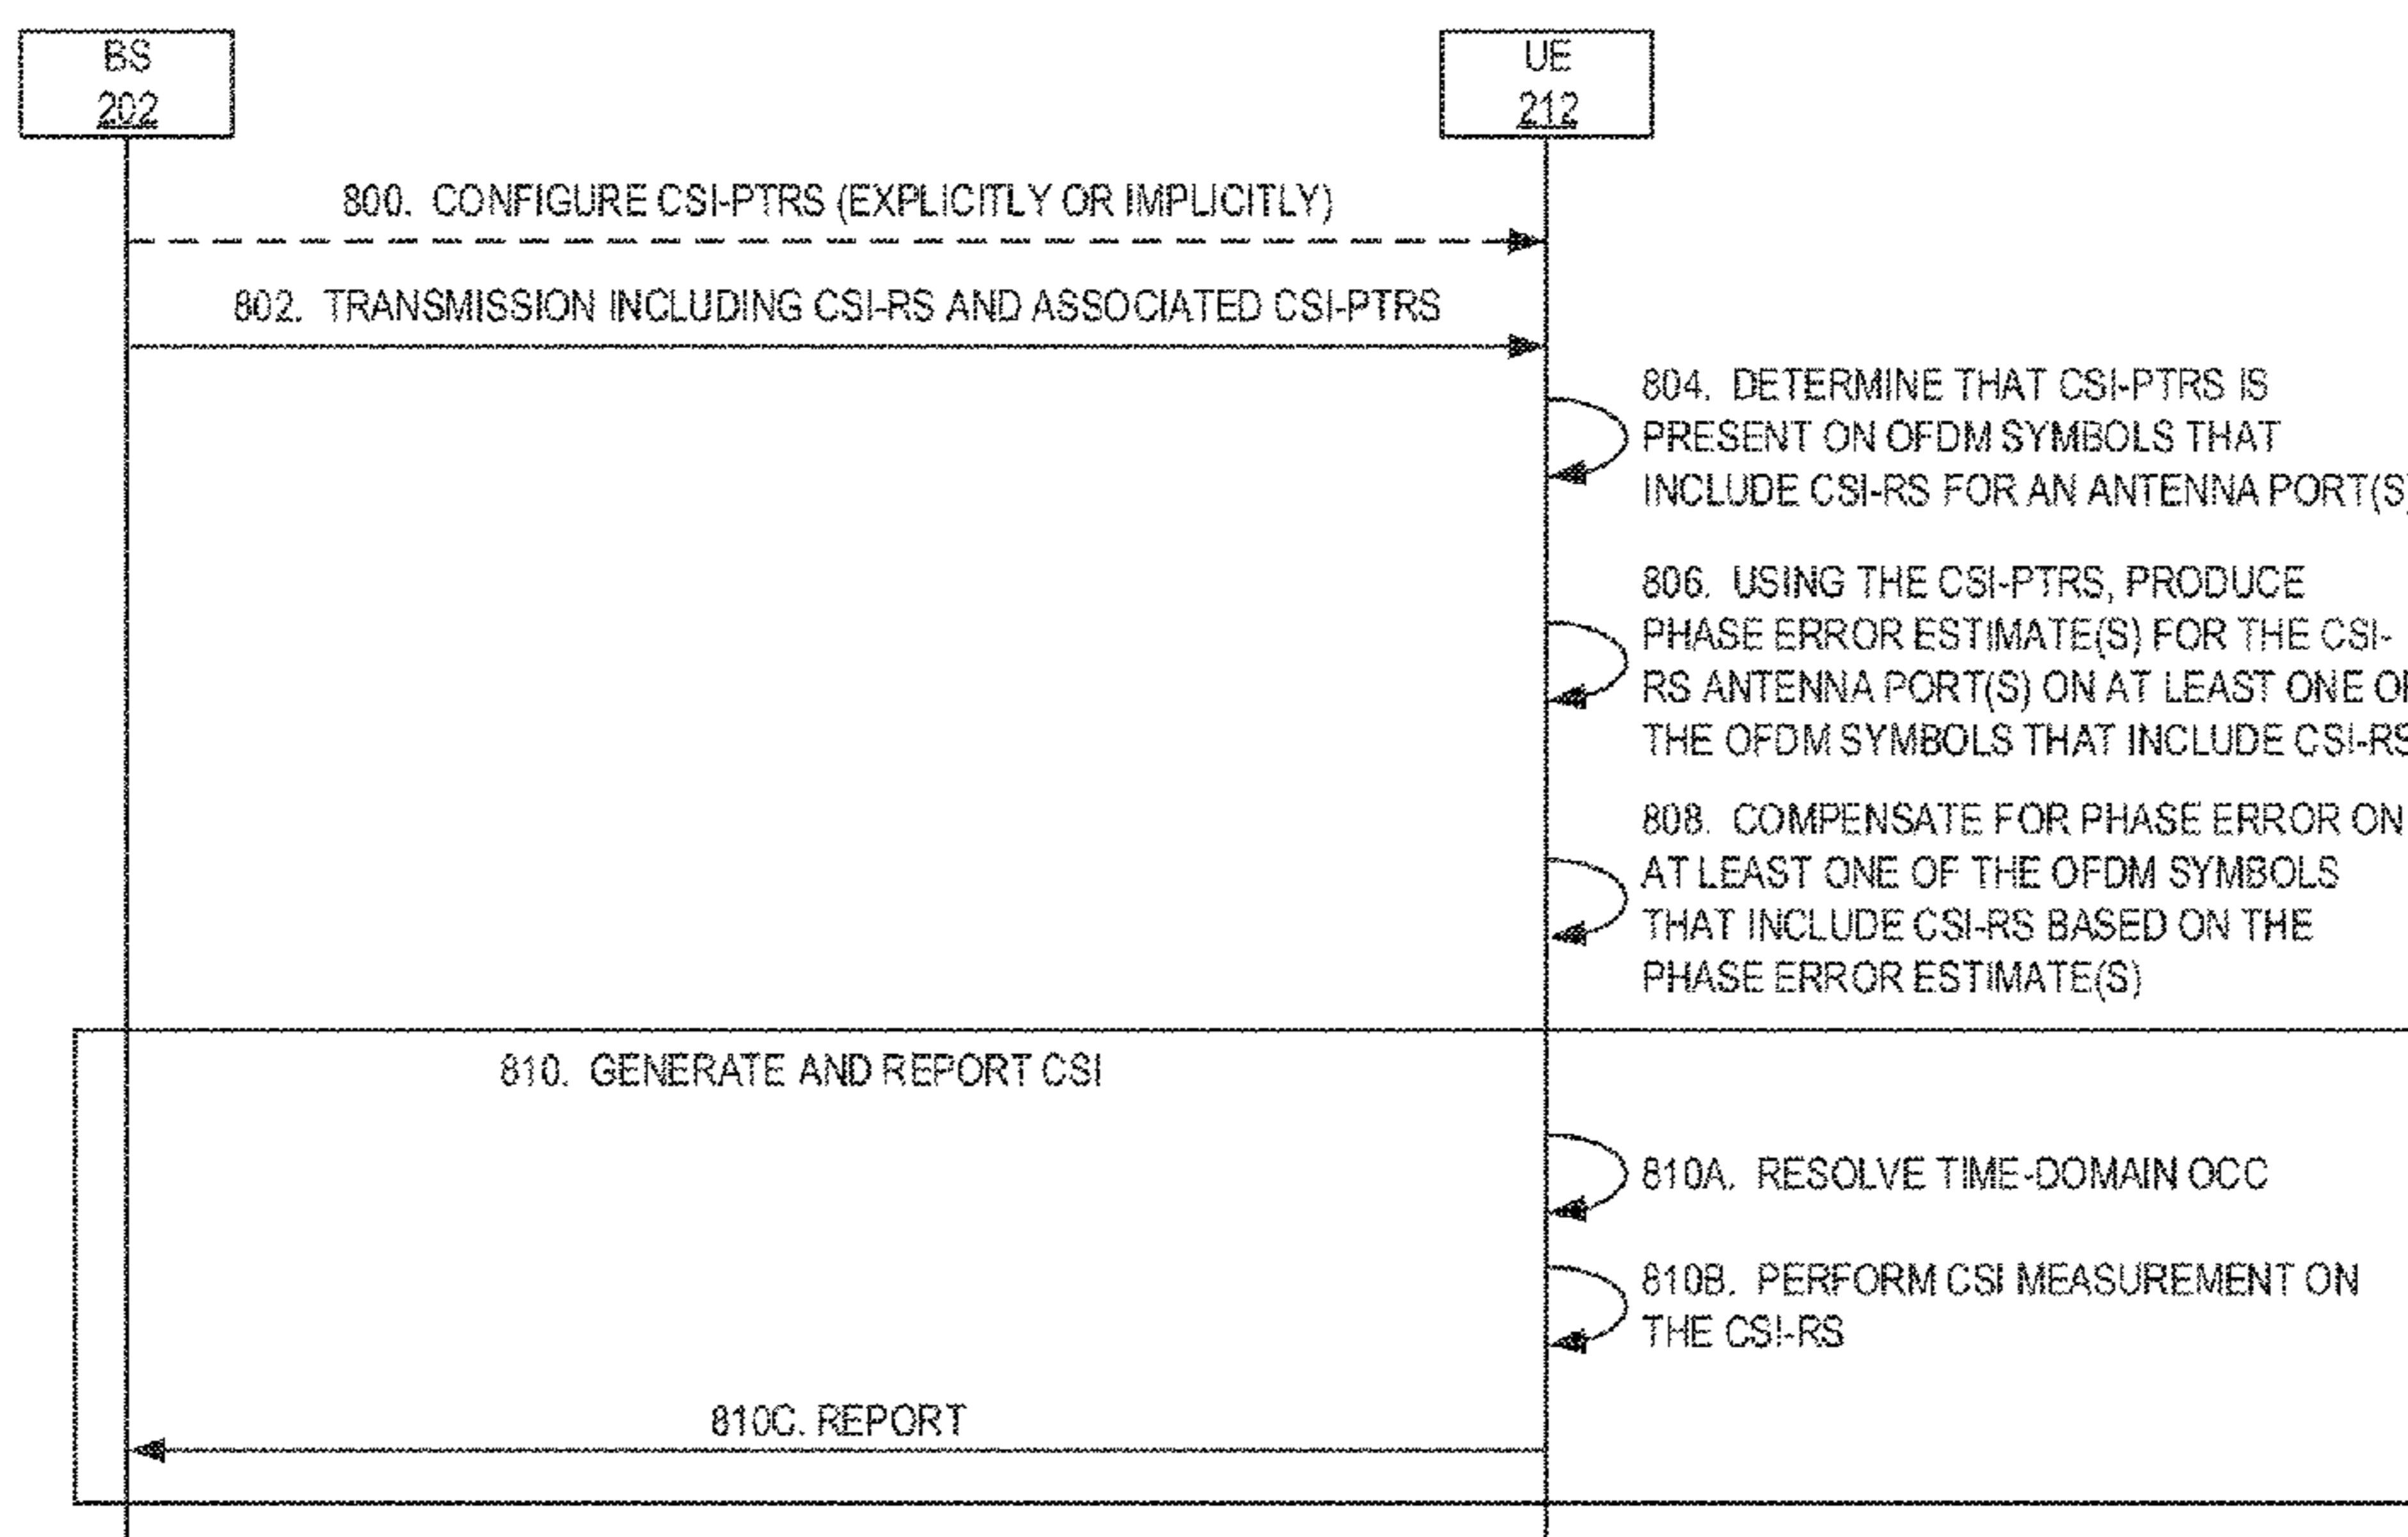 BS
202
UE
212
800. CONFIGURE CSI-PTRS (EXPLICITLY OR IMPLICITLY)
802. TRANSMISSION INCLUDING CSI-RS AND ASSOCIATED CSI-PTRS
804. DETERMINE THAT CSI-PTRS IS
PRESENT ON OFDM SYMBOLS THAT
INCLUDE CSI-RS FOR AN ANTENNA PORT(S)
806. USING THE CSI-PTRS, PRODUCE
PHASE ERROR ESTIMATE(S) FOR THE CSI-
RS ANTENNA PORT(S) ON AT LEAST ONE OF
THE OFDM SYMBOLS THAT INCLUDE CSI-RS
808. COMPENSATE FOR PHASE ERROR ON
AT LEAST ONE OF THE OFDM SYMBOLS
THAT INCLUDE CSI-RS BASED ON THE
PHASE ERROR ESTIMATE(S)
810. GENERATE AND REPORT CSI
810A. RESOLVE TIME-DOMAIN OCC
810B. PERFORM CSI MEASUREMENT ON
THE CSI-RS
810C. REPORT